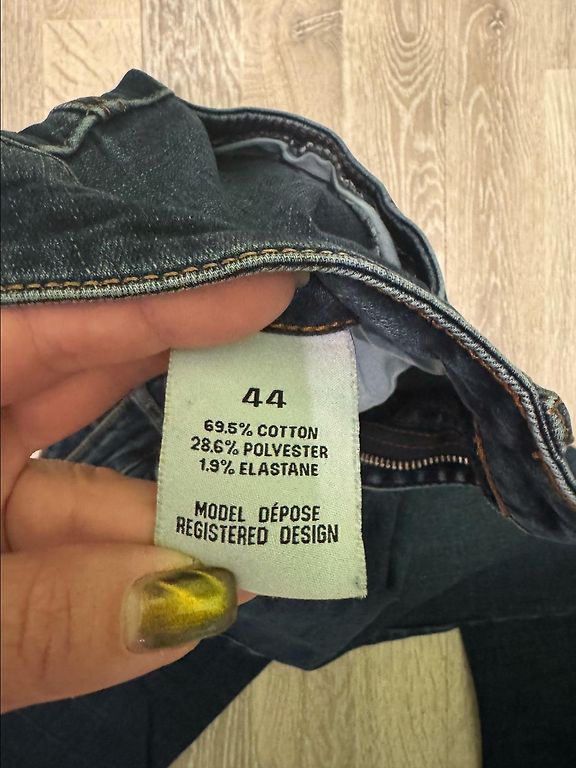 44
69.5% COTTON
28.6% POLYESTER
1.9% ELASTANE
MODEL DÉPOSE
REGISTERED DESIGN